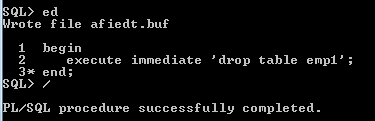 SQL> ed
Wrote file afiedt.buf
1 begin
2 execute immediate 'drop table emp1';
3* end;
SQL> /
PL/SQL procedure successfully completed.